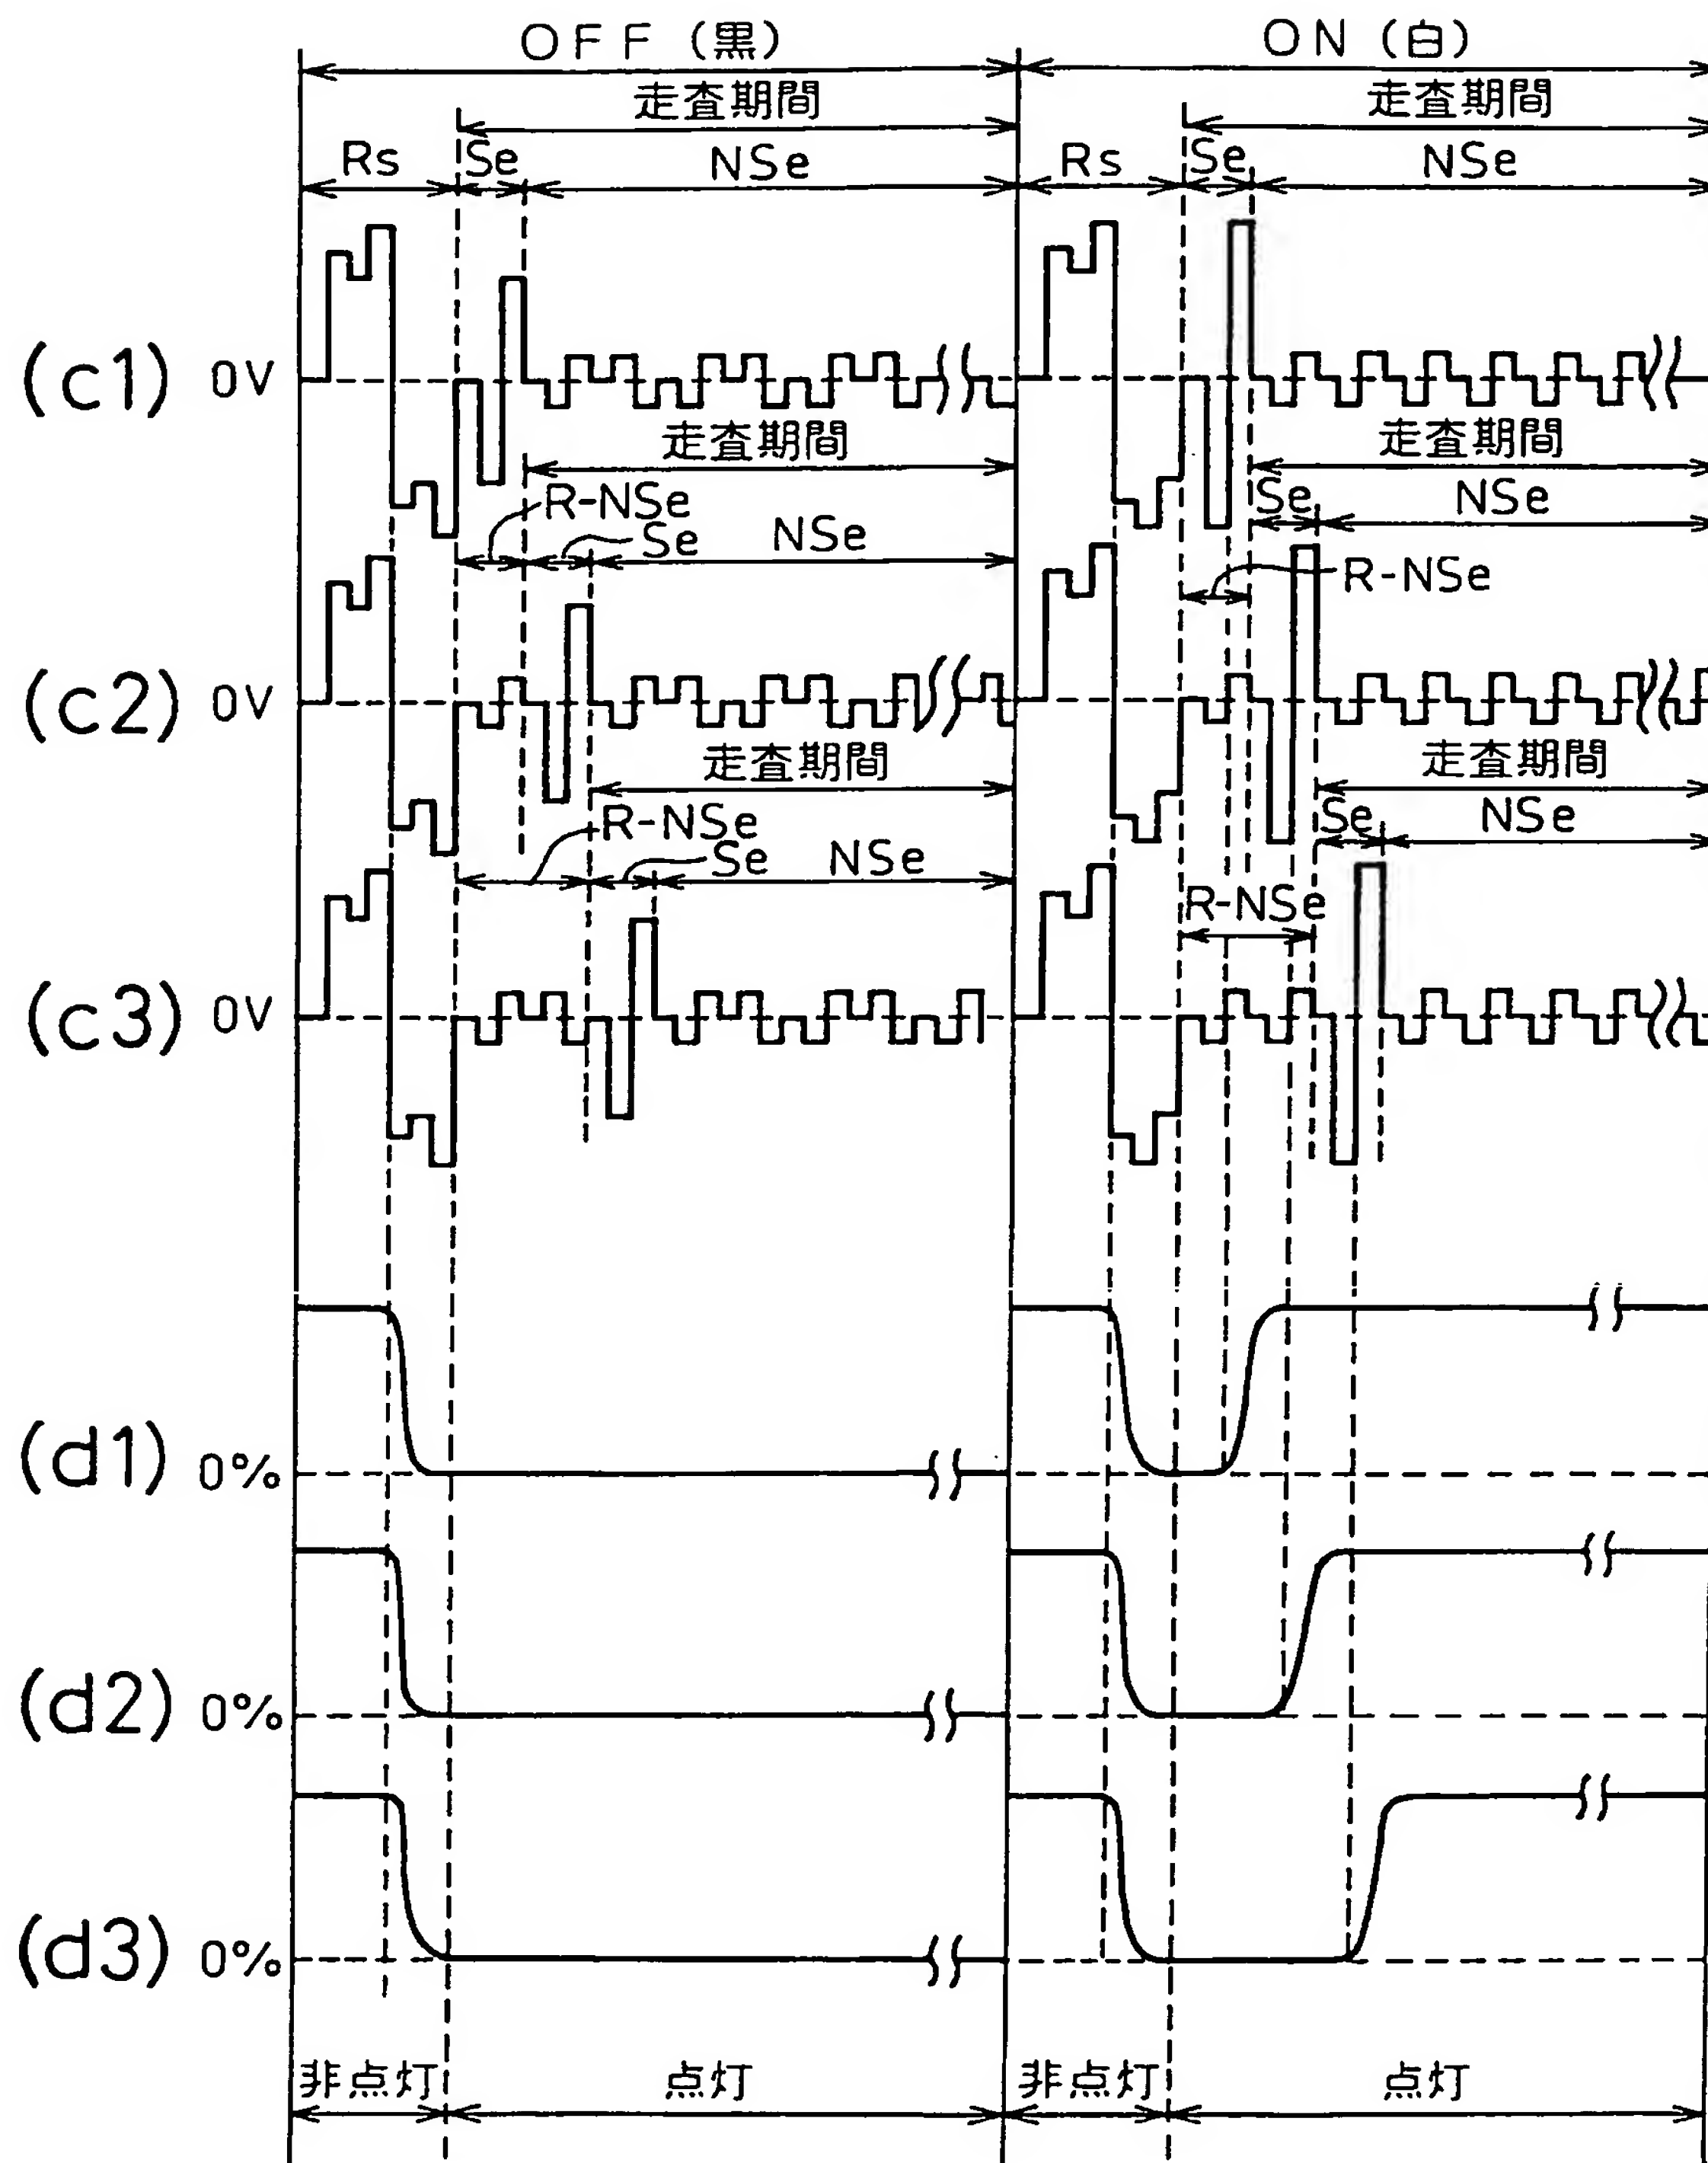 OFF (黒) ON (白)
走査期間 走査期間
Rs Se NSe Rs Se NSe
(c1) 0V
走査期間 走査期間
R-NSe Se NSe
Se NSe
R-NSe
(c2) 0V
走査期間 走査期間
R-NSe Se NSe
Se NSe
R-NSe
(c3) 0V
(d1) 0%
(d2) 0%
(d3) 0%
非点灯 点灯 非点灯 点灯